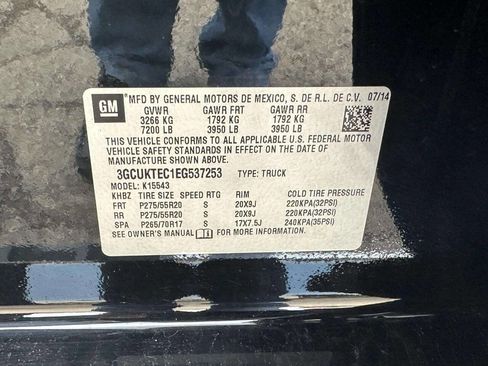 GM MFD BY GENERAL MOTORS DE MEXICO, S. DE R.L. DE C.V. 07/14
GVWR GAWR FRT GAWR RR
3266 KG 1792 KG 1792 KG
7200 LB 3950 LB 3950 LB
THIS VEHICLE CONFORMS TO ALL APPLICABLE U.S. FEDERAL MOTOR
VEHICLE SAFETY STANDARDS IN EFFECT ON THE DATE OF
MANUFACTURE SHOWN ABOVE.
3GCUKTEC1EG537253 TYPE: TRUCK
MODEL: K15543
KHBZ TIRE SIZE SPEED RTG RIM COLD TIRE PRESSURE
FRT P275/55R20 S 20X9J 220KPA(32PSI)
RR P275/55R20 S 20X9J 220KPA(32PSI)
SPA P265/70R17 S 17X7.5J 240KPA(35PSI)
SEE OWNER'S MANUAL FOR MORE INFORMATION.